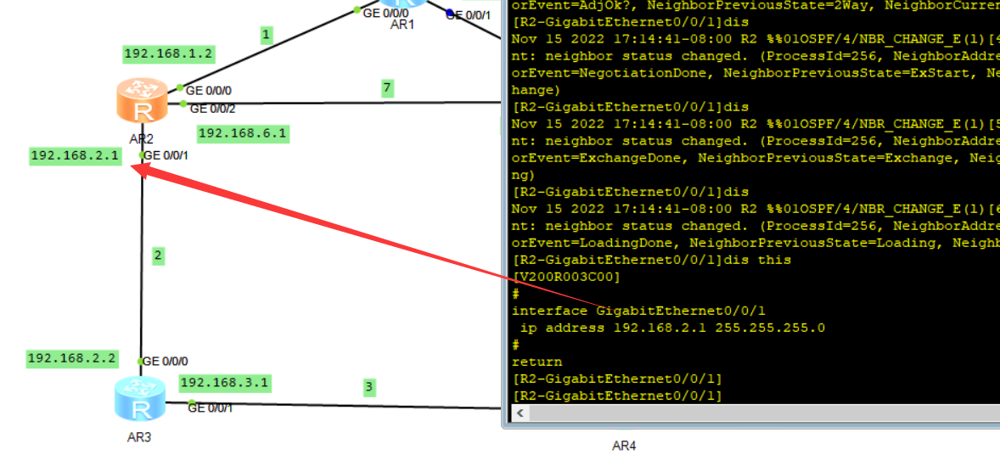 GE 0/0/0
GE 0/0/1
AR1
1
192.168.1.2
GE 0/0/0
7
GE 0/0/2
R
AR2
192.168.6.1
192.168.2.1
GE 0/0/1
2
192.168.2.2
GE 0/0/0
192.168.3.1
3
R
GE 0/0/1
AR3
AR4
orEvent=AdjOk?, NeighborPreviousState=2Way, NeighborCurren
[R2-GigabitEthernet0/0/1]dis
Nov 15 2022 17:14:41-08:00 R2 %%01OSPF/4/NBR_CHANGE_E(l)[4
nt: neighbor status changed. (ProcessId=256, NeighborAddre
orEvent=NegotiationDone, NeighborPreviousState=ExStart, Ne
hange)
[R2-GigabitEthernet0/0/1]dis
Nov 15 2022 17:14:41-08:00 R2 %%01OSPF/4/NBR_CHANGE_E(l)[5
nt: neighbor status changed. (ProcessId=256, NeighborAddre
orEvent=ExchangeDone, NeighborPreviousState=Exchange, Neig
ng)
[R2-GigabitEthernet0/0/1]dis
Nov 15 2022 17:14:41-08:00 R2 %%01OSPF/4/NBR_CHANGE_E(l)[6
nt: neighbor status changed. (ProcessId=256, NeighborAddre
orEvent=LoadingDone, NeighborPreviousState=Loading, Neighb
[R2-GigabitEthernet0/0/1]dis this
[V200R003C00]
#
interface GigabitEthernet0/0/1
ip address 192.168.2.1 255.255.255.0
#
return
[R2-GigabitEthernet0/0/1]
[R2-GigabitEthernet0/0/1]